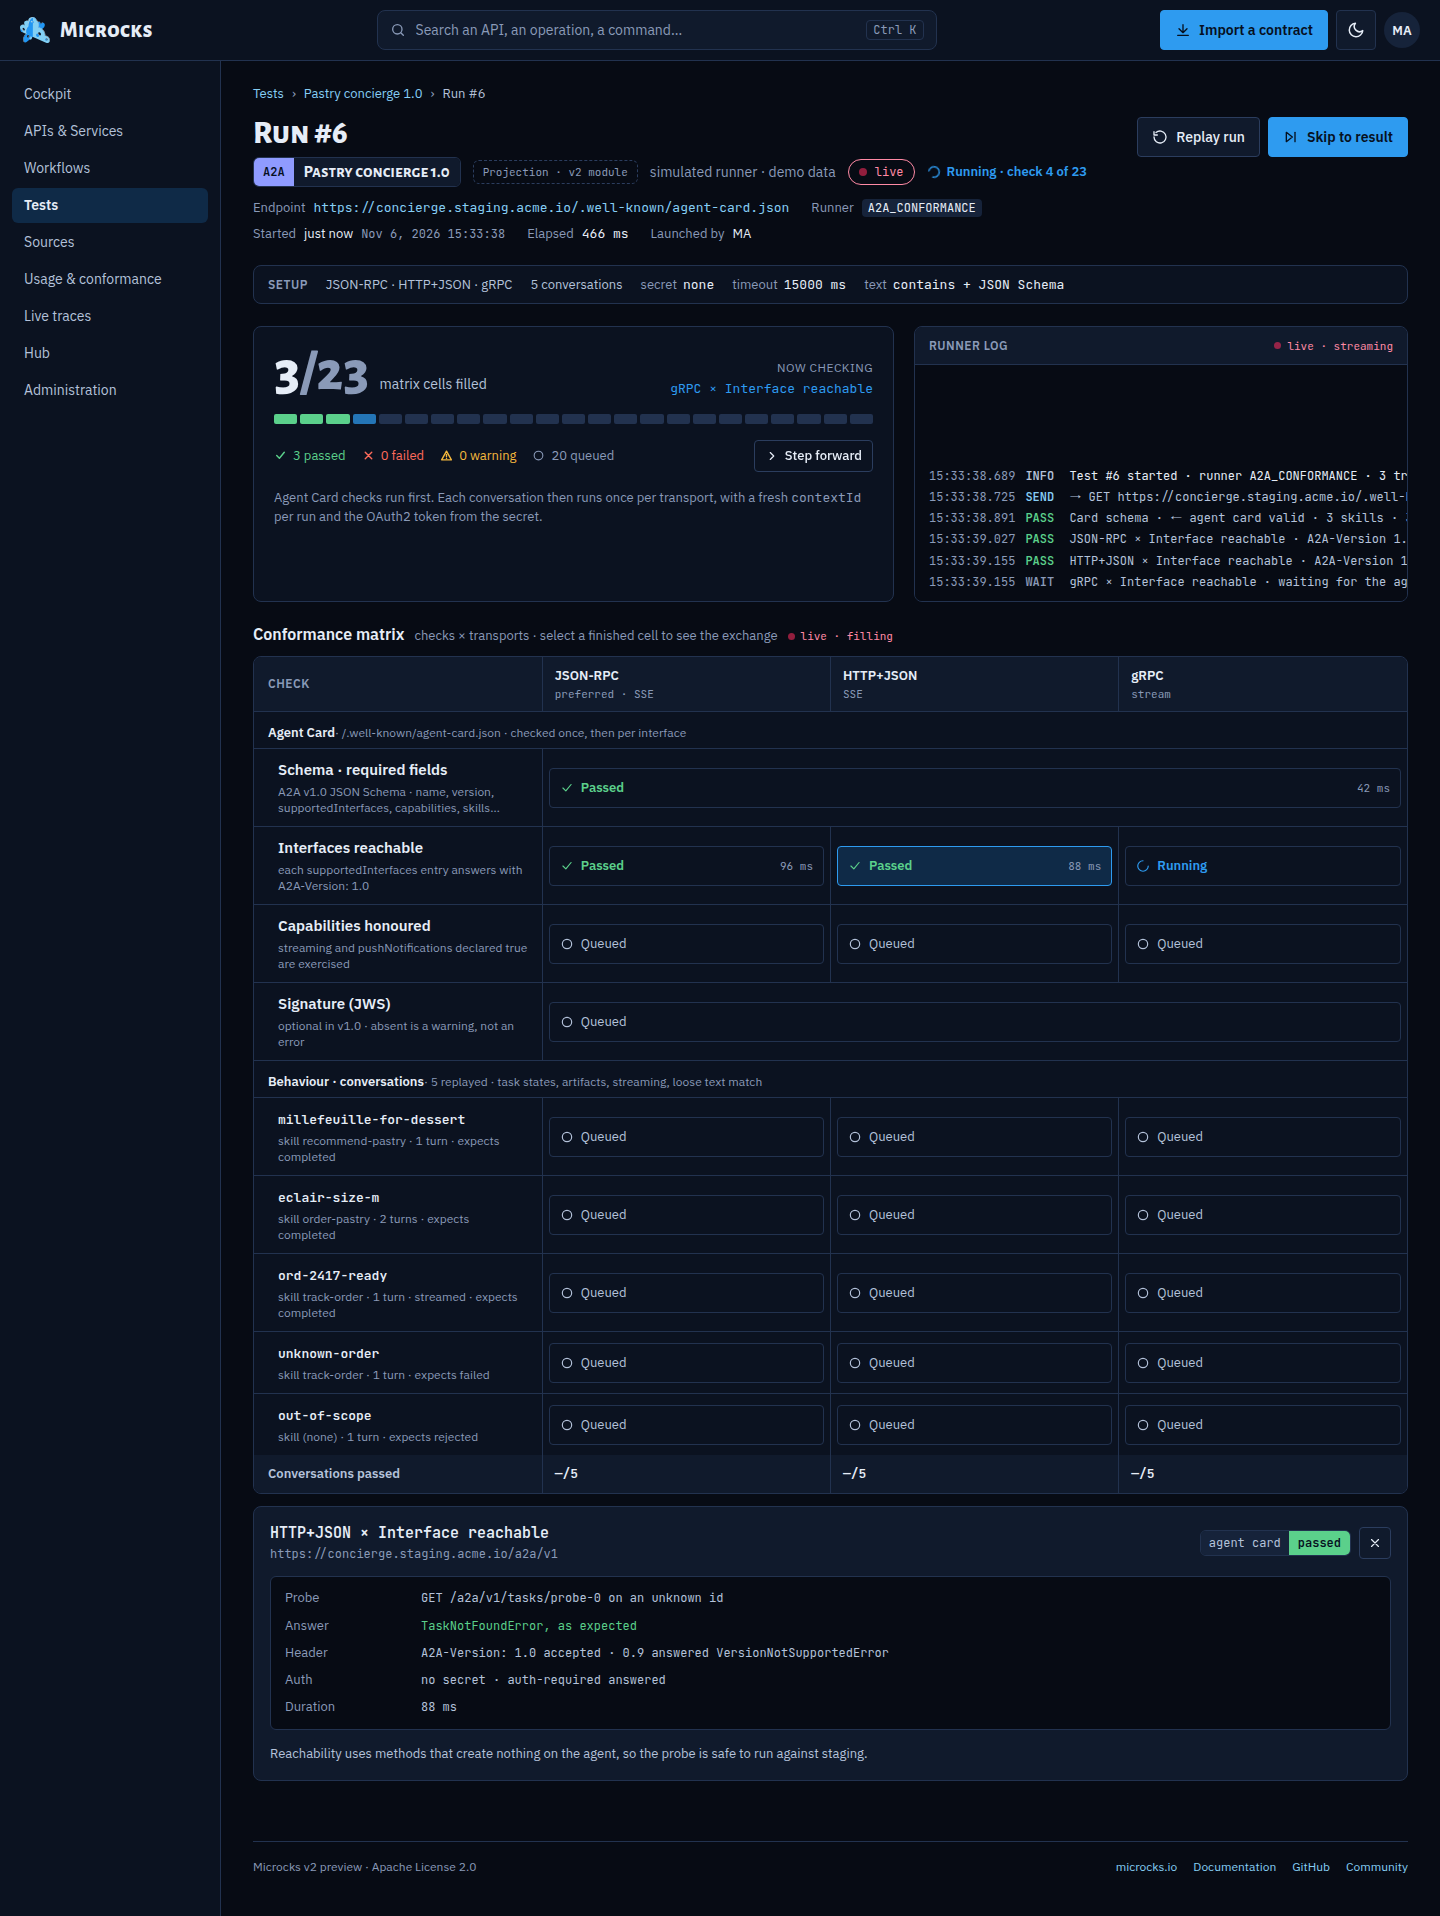 Microcks
Search an API, an operation, a command...
Ctrl K
Import a contract
MA
Cockpit
APIs & Services
Workflows
Tests
Sources
Usage & conformance
Live traces
Hub
Administration
Tests › Pastry concierge 1.0 › Run #6
Run #6
Replay run
Skip to result
A2A Pastry concierge 1.0
Projection · v2 module
simulated runner · demo data
live
Running · check 4 of 23
Endpoint https://concierge.staging.acme.io/.well-known/agent-card.json Runner A2A_CONFORMANCE
Started just now Nov 6, 2026 15:33:38 Elapsed 466 ms Launched by MA
SETUP JSON-RPC · HTTP+JSON · gRPC 5 conversations secret none timeout 15000 ms text contains + JSON Schema
3/23 matrix cells filled
NOW CHECKING
gRPC × Interface reachable
3 passed 0 failed 0 warning 20 queued
Step forward
Agent Card checks run first. Each conversation then runs once per transport, with a fresh contextId
per run and the OAuth2 token from the secret.
RUNNER LOG
live · streaming
15:33:38.689 INFO Test #6 started · runner A2A_CONFORMANCE · 3 tr
15:33:38.725 SEND → GET https://concierge.staging.acme.io/.well-
15:33:38.891 PASS Card schema · ← agent card valid · 3 skills ·
15:33:39.027 PASS JSON-RPC × Interface reachable · A2A-Version 1.
15:33:39.155 PASS HTTP+JSON × Interface reachable · A2A-Version 1
15:33:39.155 WAIT gRPC × Interface reachable · waiting for the ag
Conformance matrix checks × transports · select a finished cell to see the exchange live · filling
CHECK
JSON-RPC
preferred · SSE
HTTP+JSON
SSE
gRPC
stream
Agent Card · /.well-known/agent-card.json · checked once, then per interface
Schema · required fields
A2A v1.0 JSON Schema · name, version,
supportedInterfaces, capabilities, skills...
Passed 42 ms
Interfaces reachable
each supportedInterfaces entry answers with
A2A-Version: 1.0
Passed 96 ms
Passed 88 ms
Running
Capabilities honoured
streaming and pushNotifications declared true
are exercised
Queued
Queued
Queued
Signature (JWS)
optional in v1.0 · absent is a warning, not an
error
Queued
Behaviour · conversations · 5 replayed · task states, artifacts, streaming, loose text match
millefeuille-for-dessert
skill recommend-pastry · 1 turn · expects
completed
Queued
Queued
Queued
eclair-size-m
skill order-pastry · 2 turns · expects
completed
Queued
Queued
Queued
ord-2417-ready
skill track-order · 1 turn · streamed · expects
completed
Queued
Queued
Queued
unknown-order
skill track-order · 1 turn · expects failed
Queued
Queued
Queued
out-of-scope
skill (none) · 1 turn · expects rejected
Queued
Queued
Queued
Conversations passed
—/5
—/5
—/5
HTTP+JSON × Interface reachable
https://concierge.staging.acme.io/a2a/v1
agent card passed
Probe GET /a2a/v1/tasks/probe-0 on an unknown id
Answer TaskNotFoundError, as expected
Header A2A-Version: 1.0 accepted · 0.9 answered VersionNotSupportedError
Auth no secret · auth-required answered
Duration 88 ms
Reachability uses methods that create nothing on the agent, so the probe is safe to run against staging.
Microcks v2 preview · Apache License 2.0
microcks.io Documentation GitHub Community